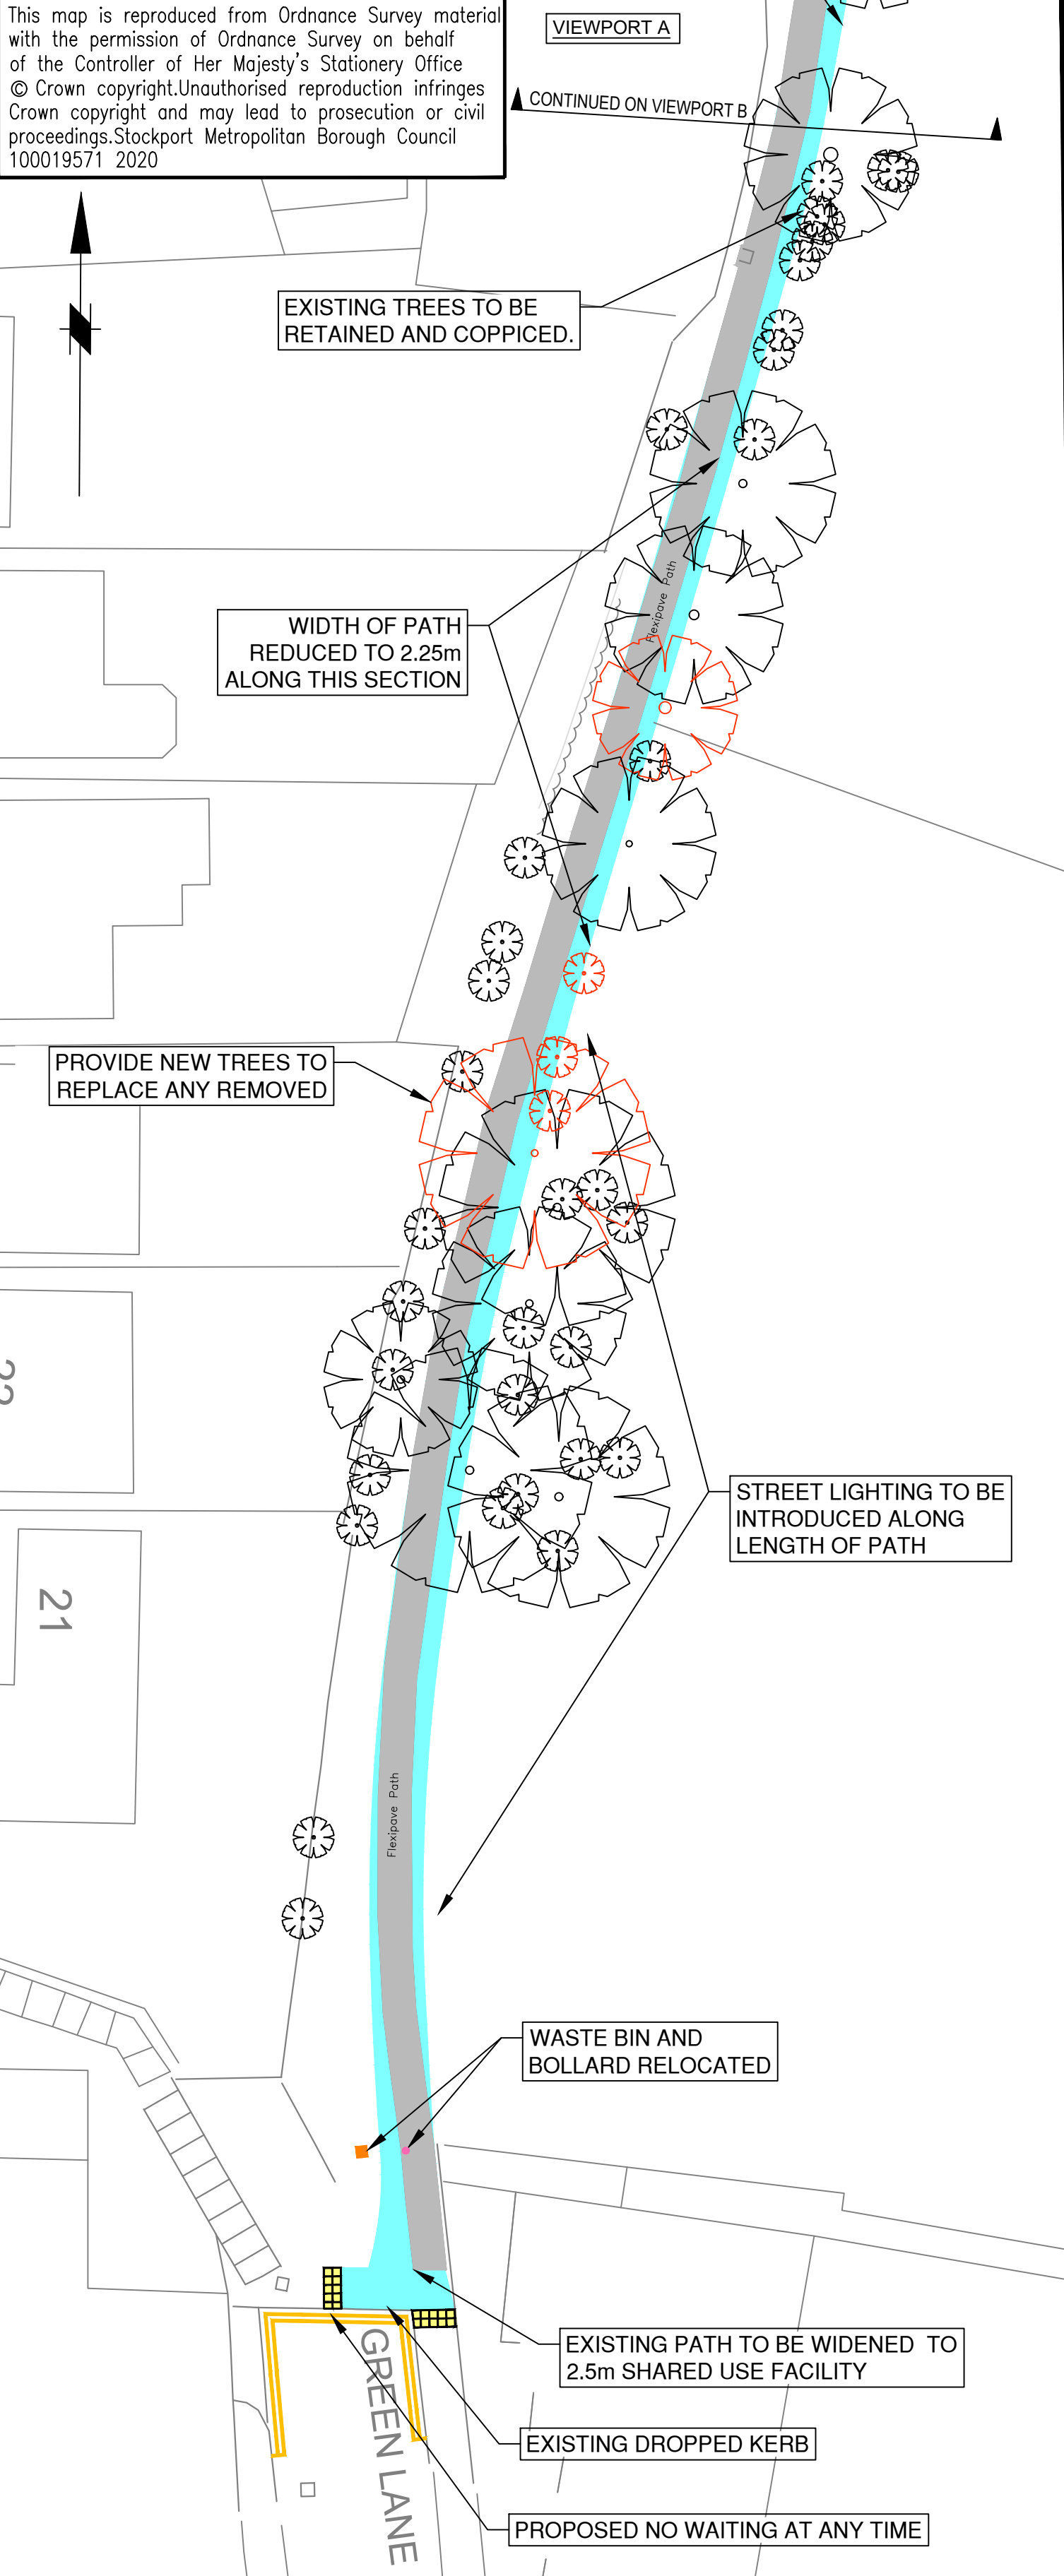 This map is reproduced from Ordnance Survey material
with the permission of Ordnance Survey on behalf
of the Controller of Her Majesty's Stationery Office
© Crown copyright.Unauthorised reproduction infringes
Crown copyright and may lead to prosecution or civil
proceedings.Stockport Metropolitan Borough Council
100019571 2020
VIEWPORT A
CONTINUED ON VIEWPORT B
EXISTING TREES TO BE
RETAINED AND COPPICED.
Flexipave Path
WIDTH OF PATH
REDUCED TO 2.25m
ALONG THIS SECTION
PROVIDE NEW TREES TO
REPLACE ANY REMOVED
STREET LIGHTING TO BE
INTRODUCED ALONG
LENGTH OF PATH
21
Flexipave Path
WASTE BIN AND
BOLLARD RELOCATED
EXISTING PATH TO BE WIDENED TO
2.5m SHARED USE FACILITY
GREEN LANE
EXISTING DROPPED KERB
PROPOSED NO WAITING AT ANY TIME